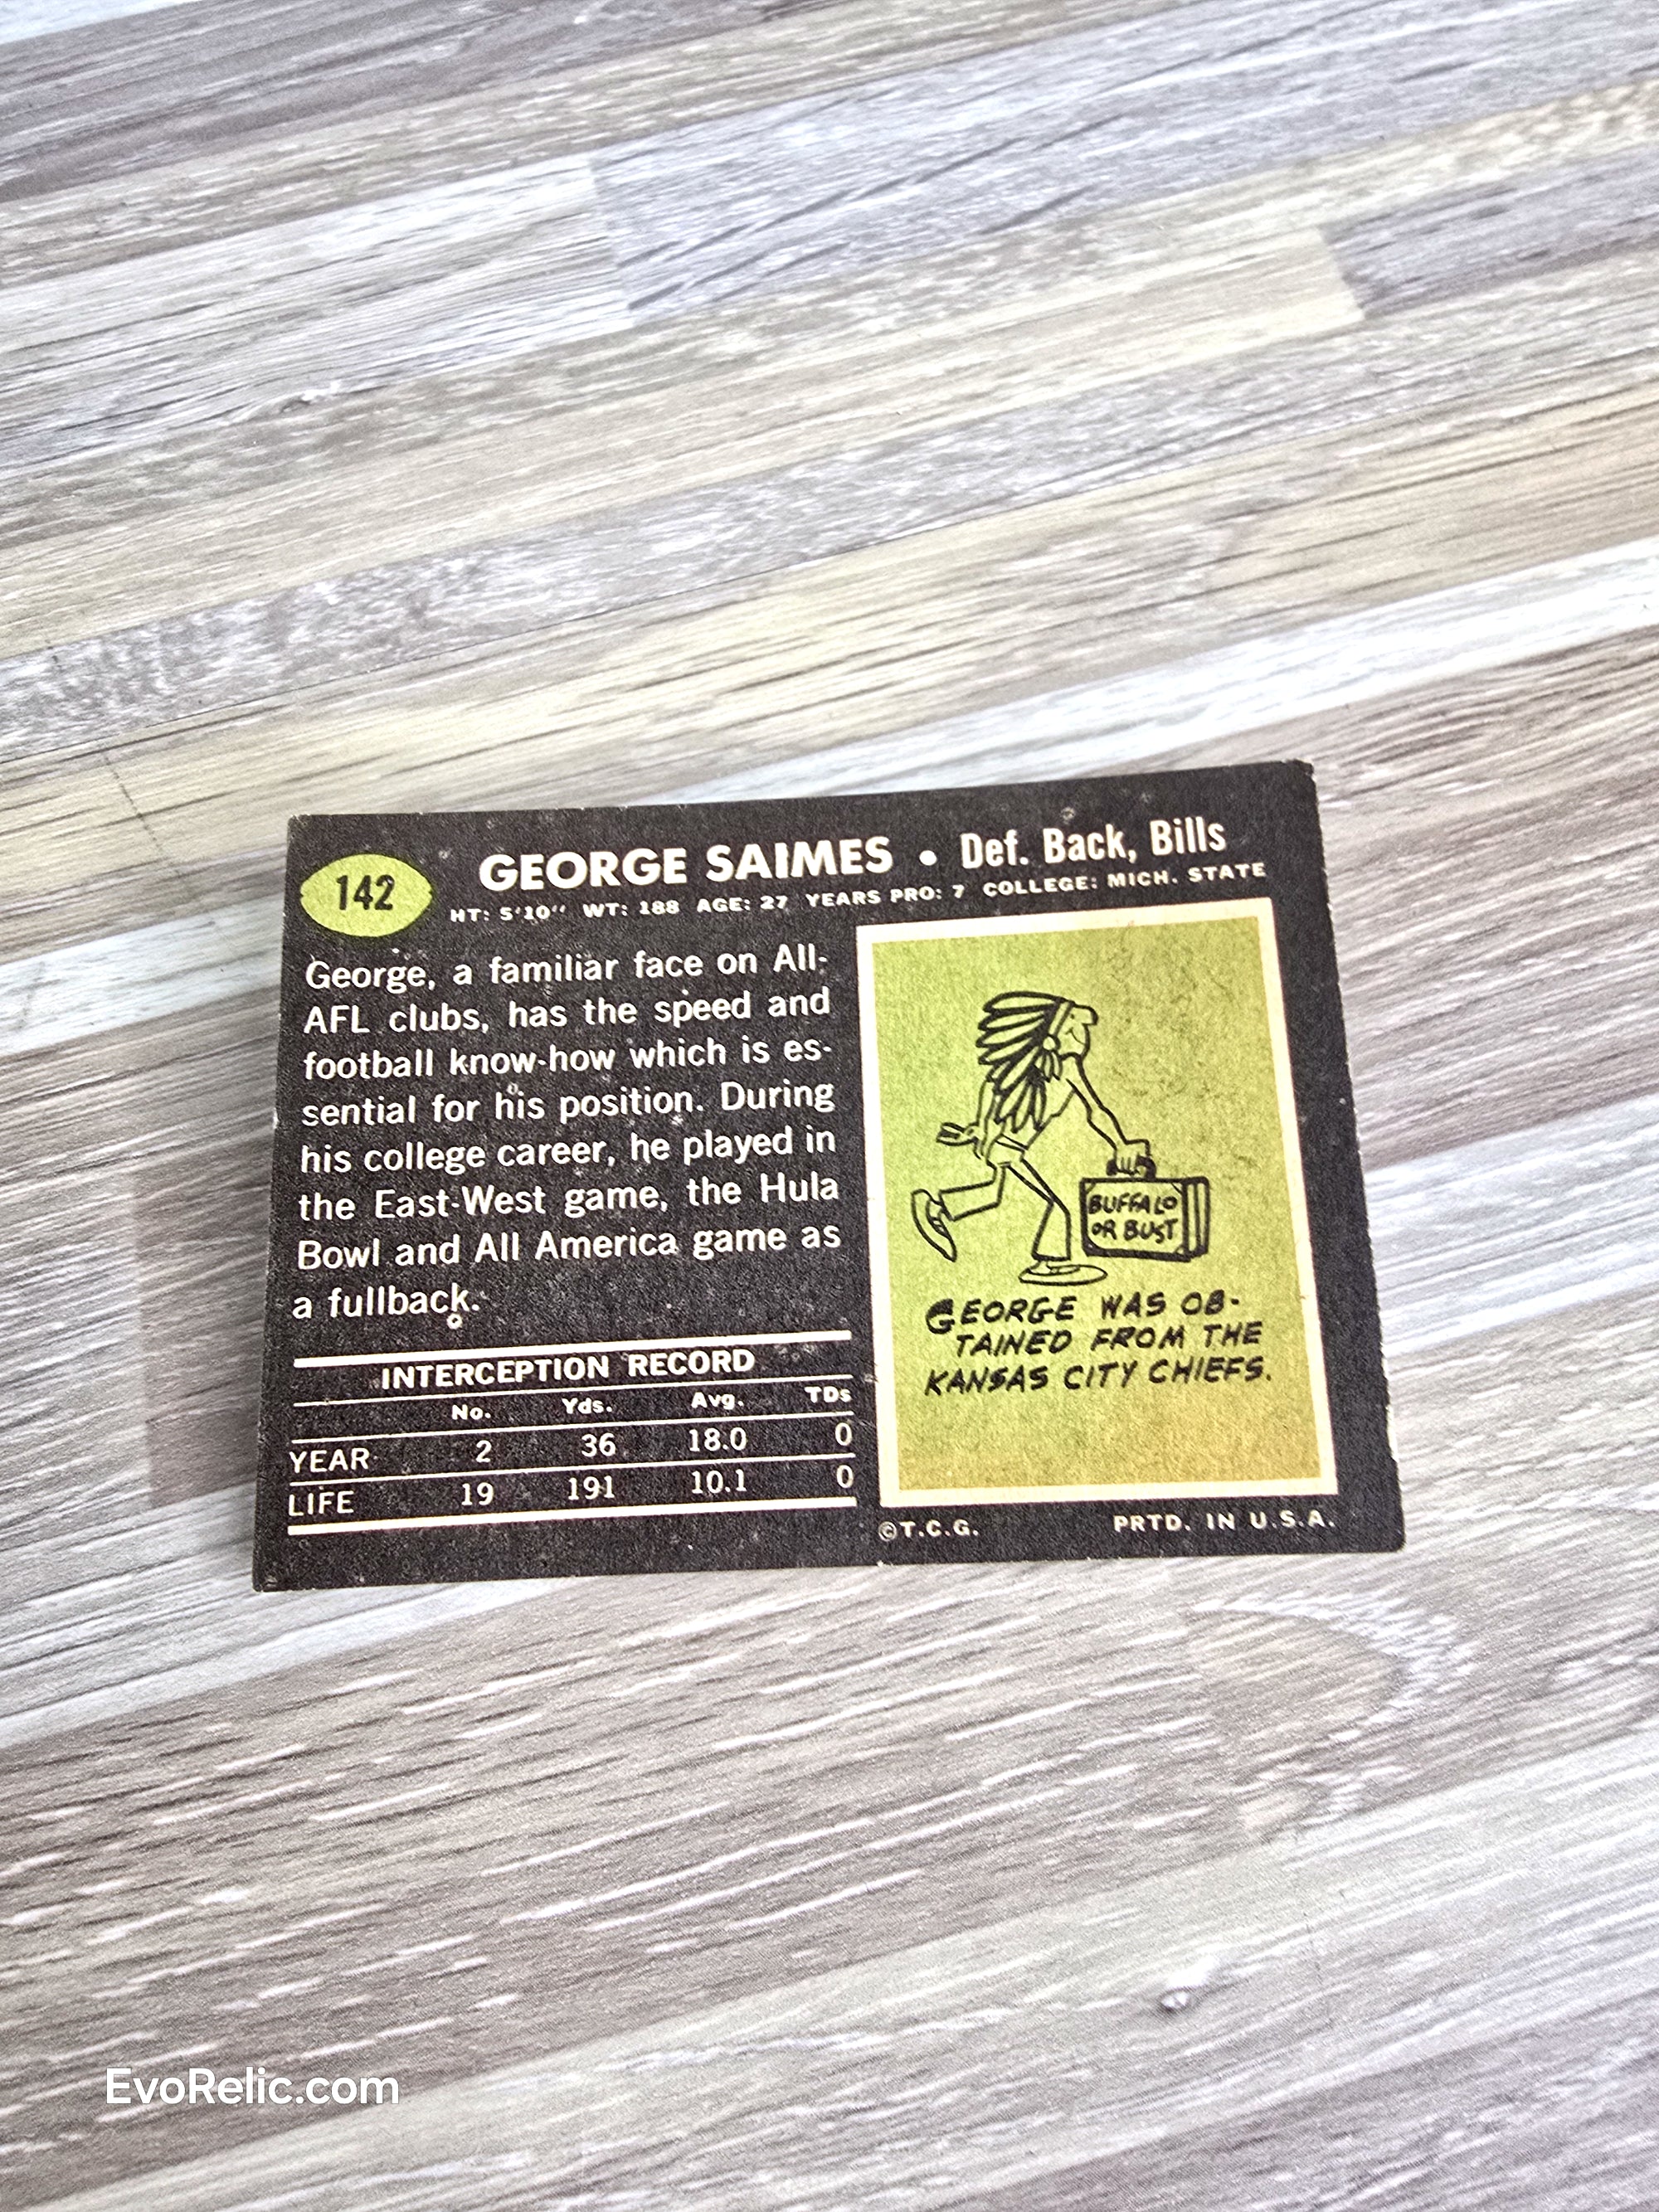 142
GEORGE SAIMES • Def. Back, Bills
HT: 5'10" WT: 188 AGE: 27 YEARS PRO: 7 COLLEGE: MICH. STATE
George, a familiar face on All-
AFL clubs, has the speed and
football know-how which is es-
sential for his position. During
his college career, he played in
the East-West game, the Hula
Bowl and All America game as
a fullback.
INTERCEPTION RECORD
No. Yds. Avg. TDs
YEAR 2 36 18.0 0
LIFE 19 191 10.1 0
BUFFALO
OR BUST
GEORGE WAS OB-
TAINED FROM THE
KANSAS CITY CHIEFS.
©T.C.G. PRTD. IN U.S.A.
EvoRelic.com